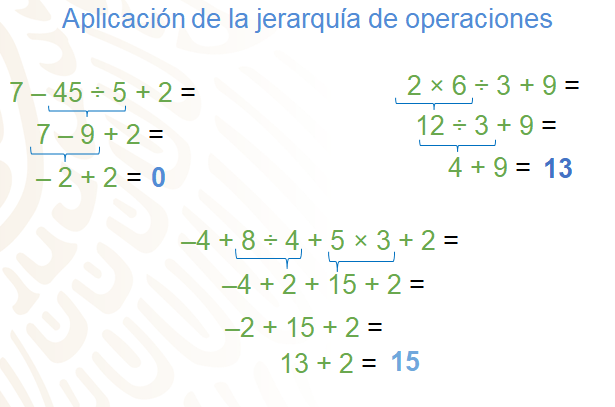 Aplicación de la jerarquía de operaciones
7 – 45 ÷ 5 + 2 =
7 – 9 + 2 =
– 2 + 2 = 0
2 × 6 ÷ 3 + 9 =
12 ÷ 3 + 9 =
4 + 9 = 13
–4 + 8 ÷ 4 + 5 × 3 + 2 =
–4 + 2 + 15 + 2 =
–2 + 15 + 2 =
13 + 2 = 15